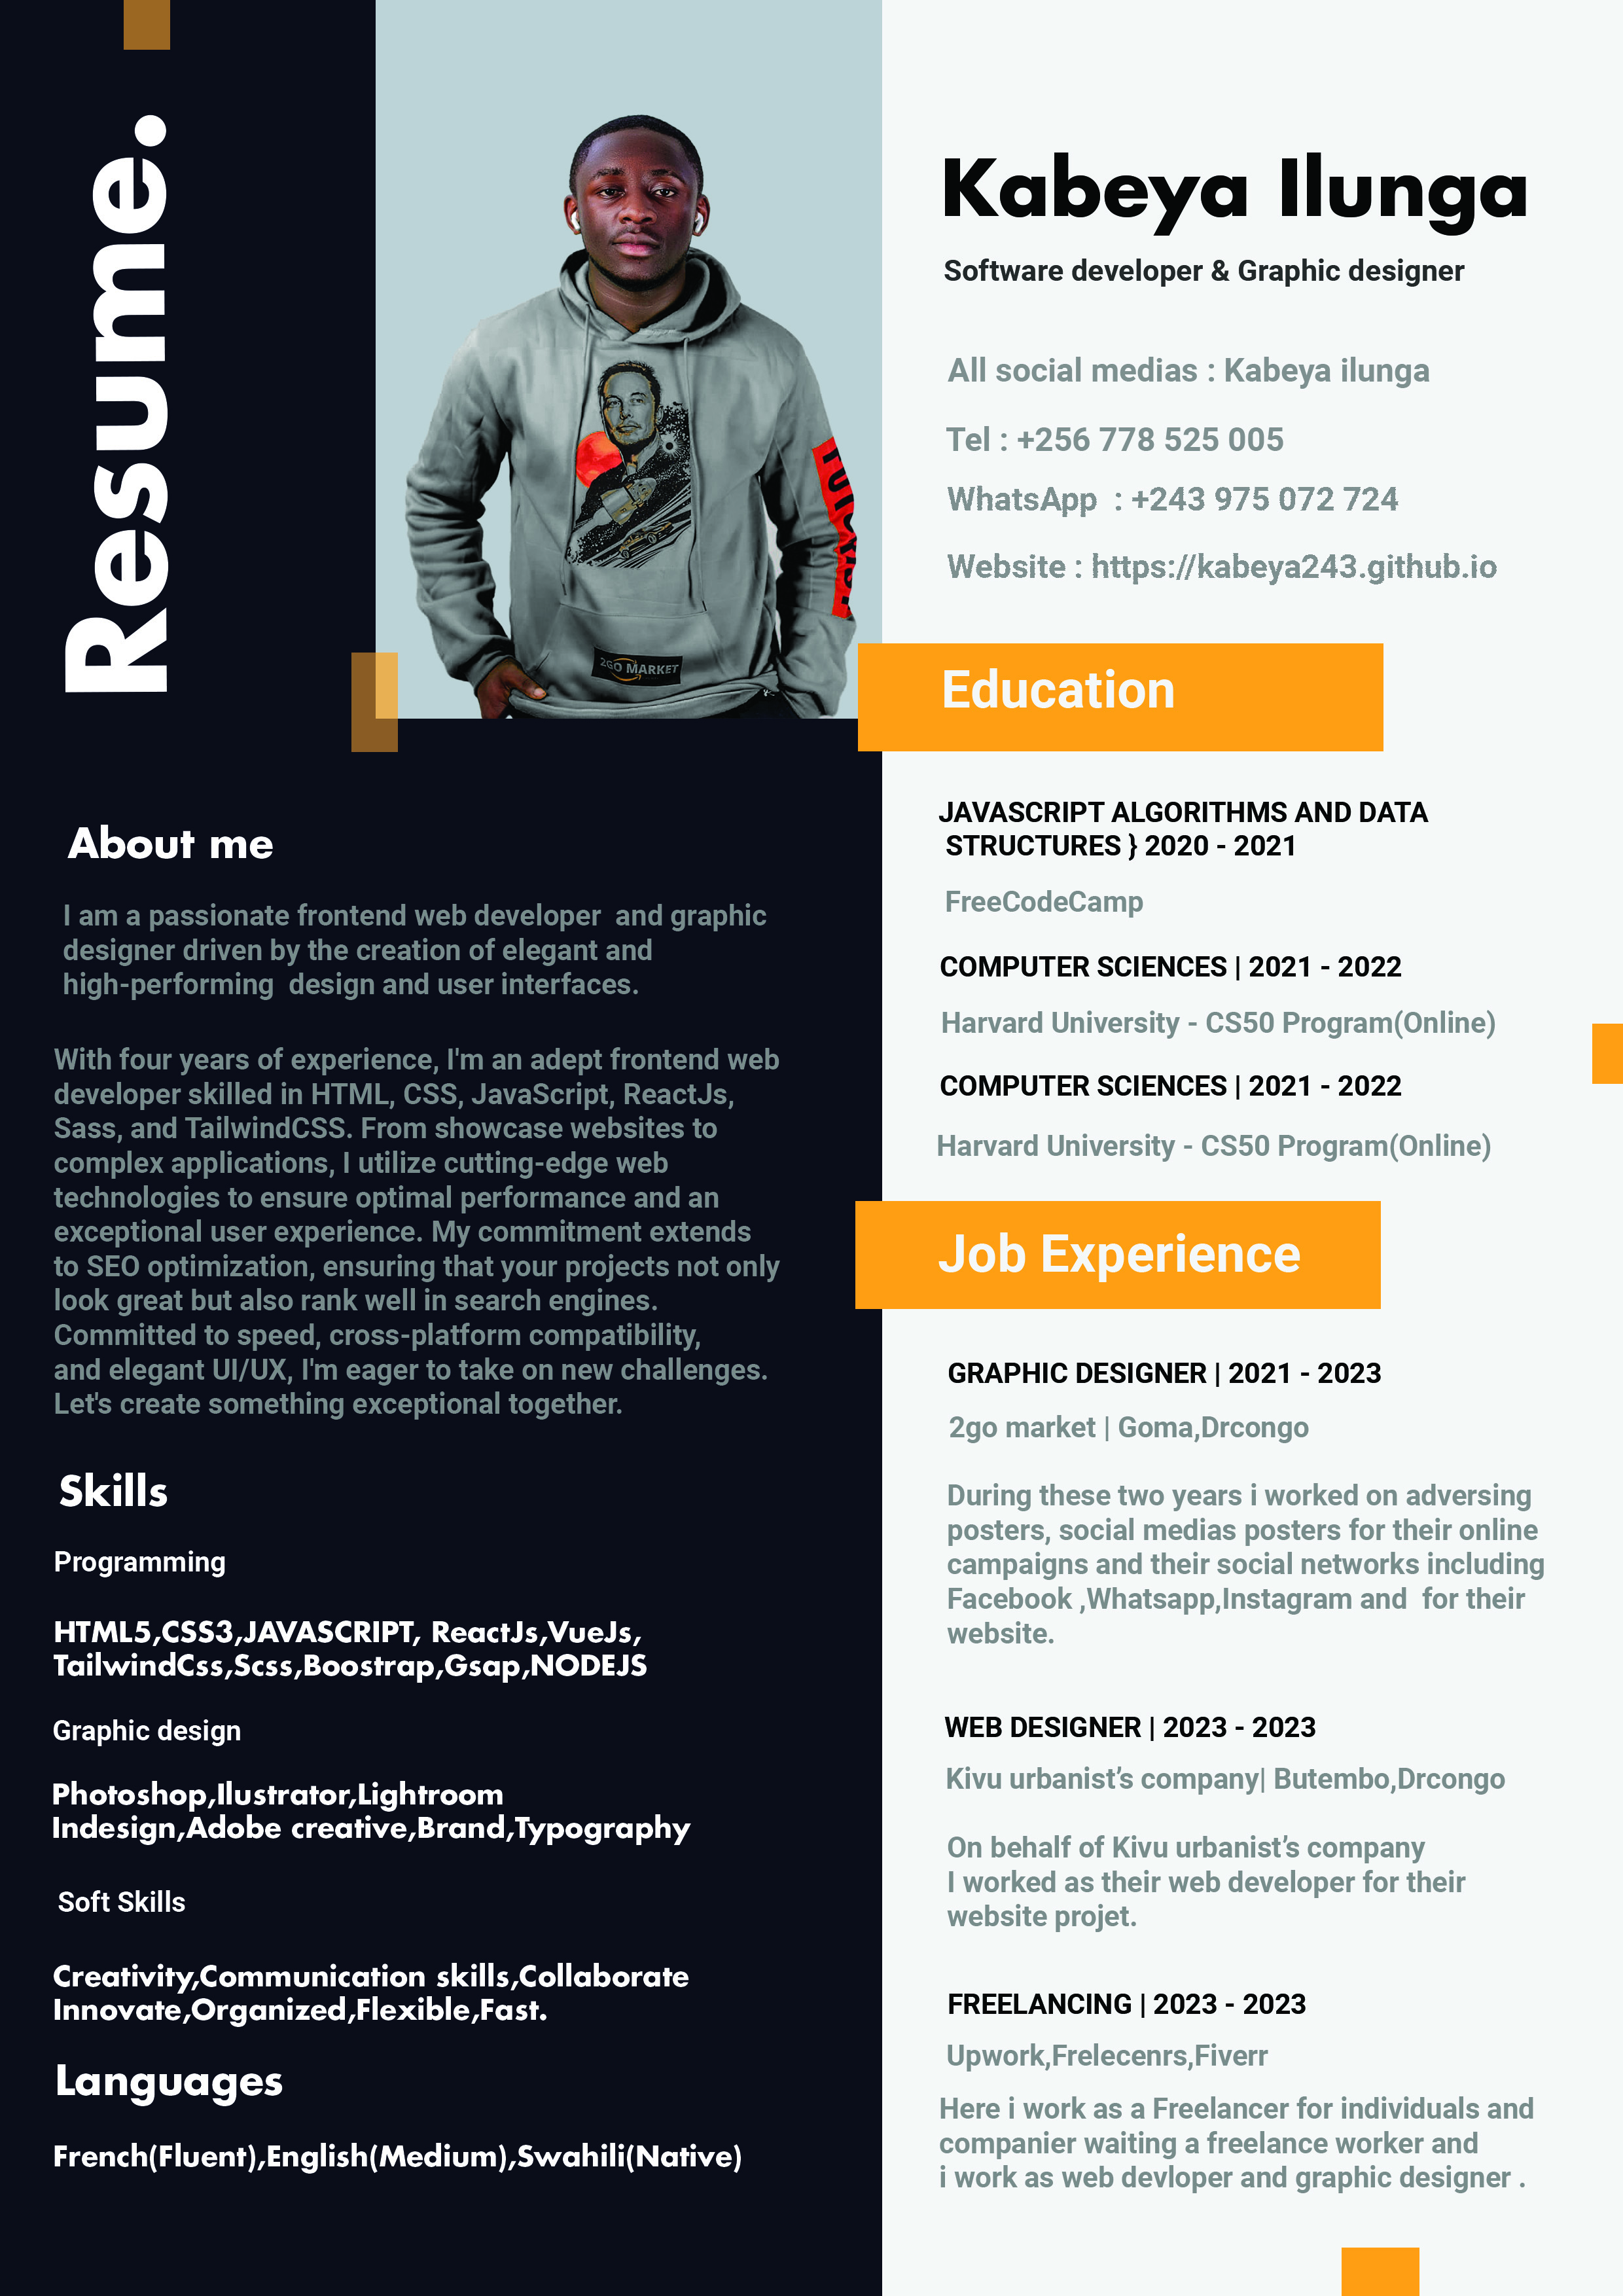 Resume.
Kabeya Ilunga
Software developer & Graphic designer
All social medias : Kabeya ilunga
Tel : +256 778 525 005
WhatsApp : +243 975 072 724
Website : https://kabeya243.github.io
2GO MARKET
Education
JAVASCRIPT ALGORITHMS AND DATA
STRUCTURES } 2020 - 2021
FreeCodeCamp
COMPUTER SCIENCES | 2021 - 2022
Harvard University - CS50 Program(Online)
COMPUTER SCIENCES | 2021 - 2022
Harvard University - CS50 Program(Online)
Job Experience
GRAPHIC DESIGNER | 2021 - 2023
2go market | Goma,Drcongo
During these two years i worked on adversing
posters, social medias posters for their online
campaigns and their social networks including
Facebook ,Whatsapp,Instagram and for their
website.
WEB DESIGNER | 2023 - 2023
Kivu urbanist’s company| Butembo,Drcongo
On behalf of Kivu urbanist’s company
I worked as their web developer for their
website projet.
FREELANCING | 2023 - 2023
Upwork,Frelecenrs,Fiverr
Here i work as a Freelancer for individuals and
companier waiting a freelance worker and
i work as web devloper and graphic designer .
About me
I am a passionate frontend web developer and graphic
designer driven by the creation of elegant and
high-performing design and user interfaces.
With four years of experience, I'm an adept frontend web
developer skilled in HTML, CSS, JavaScript, ReactJs,
Sass, and TailwindCSS. From showcase websites to
complex applications, I utilize cutting-edge web
technologies to ensure optimal performance and an
exceptional user experience. My commitment extends
to SEO optimization, ensuring that your projects not only
look great but also rank well in search engines.
Committed to speed, cross-platform compatibility,
and elegant UI/UX, I'm eager to take on new challenges.
Let's create something exceptional together.
Skills
Programming
HTML5,CSS3,JAVASCRIPT, ReactJs,VueJs,
TailwindCss,Scss,Boostrap,Gsap,NODEJS
Graphic design
Photoshop,Ilustrator,Lightroom
Indesign,Adobe creative,Brand,Typography
Soft Skills
Creativity,Communication skills,Collaborate
Innovate,Organized,Flexible,Fast.
Languages
French(Fluent),English(Medium),Swahili(Native)